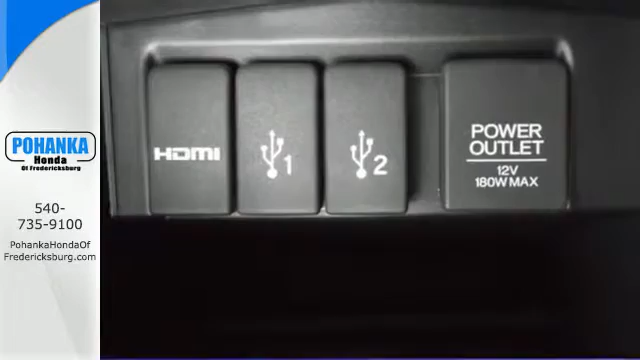 POHANKA
Honda
Of Fredericksburg
540-
735-9100
PohankaHondaOf
Fredericksburg.com
HDMI
1
2
POWER
OUTLET
12V
180W MAX